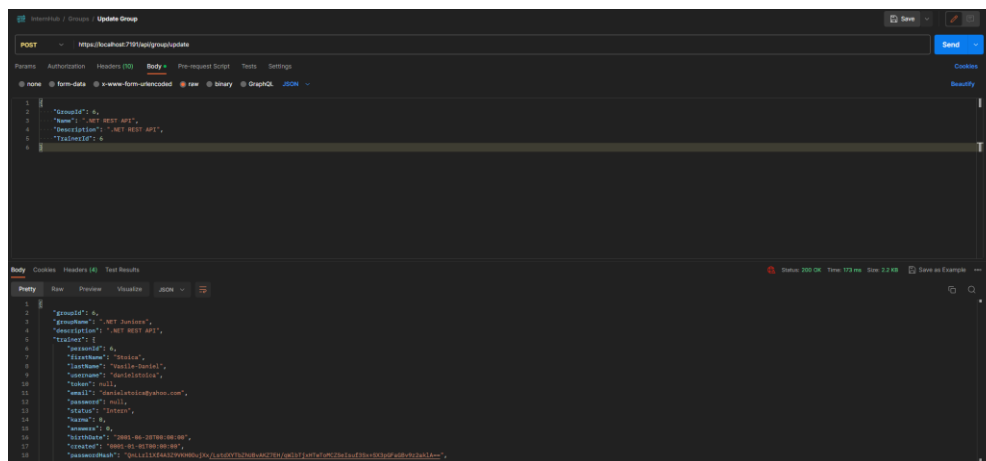 InternHub / Groups / Update Group
Save
POST https://localhost:7191/api/group/update Send
Params Authorization Headers (10) Body Pre-request Script Tests Settings Cookies
none form-data x-www-form-urlencoded raw binary GraphQL JSON Beautify
1 {
2 "GroupId": 6,
3 "Name": ".NET REST API",
4 "Description": ".NET REST API",
5 "TrainerId": 6
6 }
Body Cookies Headers (4) Test Results Status: 200 OK Time: 173 ms Size: 2.2 KB Save as Example
Pretty Raw Preview Visualize JSON
1 {
2 "groupId": 6,
3 "groupName": ".NET Juniors",
4 "description": ".NET REST API",
5 "trainer": {
6 "personId": 6,
7 "firstName": "Stoica",
8 "lastName": "Vasile-Daniel",
9 "username": "danielstoica",
10 "token": null,
11 "email": "danielstoica@yahoo.com",
12 "password": null,
13 "status": "Intern",
14 "karma": 0,
15 "answers": 0,
16 "birthDate": "2001-06-28T00:00:00",
17 "created": "0001-01-01T00:00:00",
18 "passwordHash":